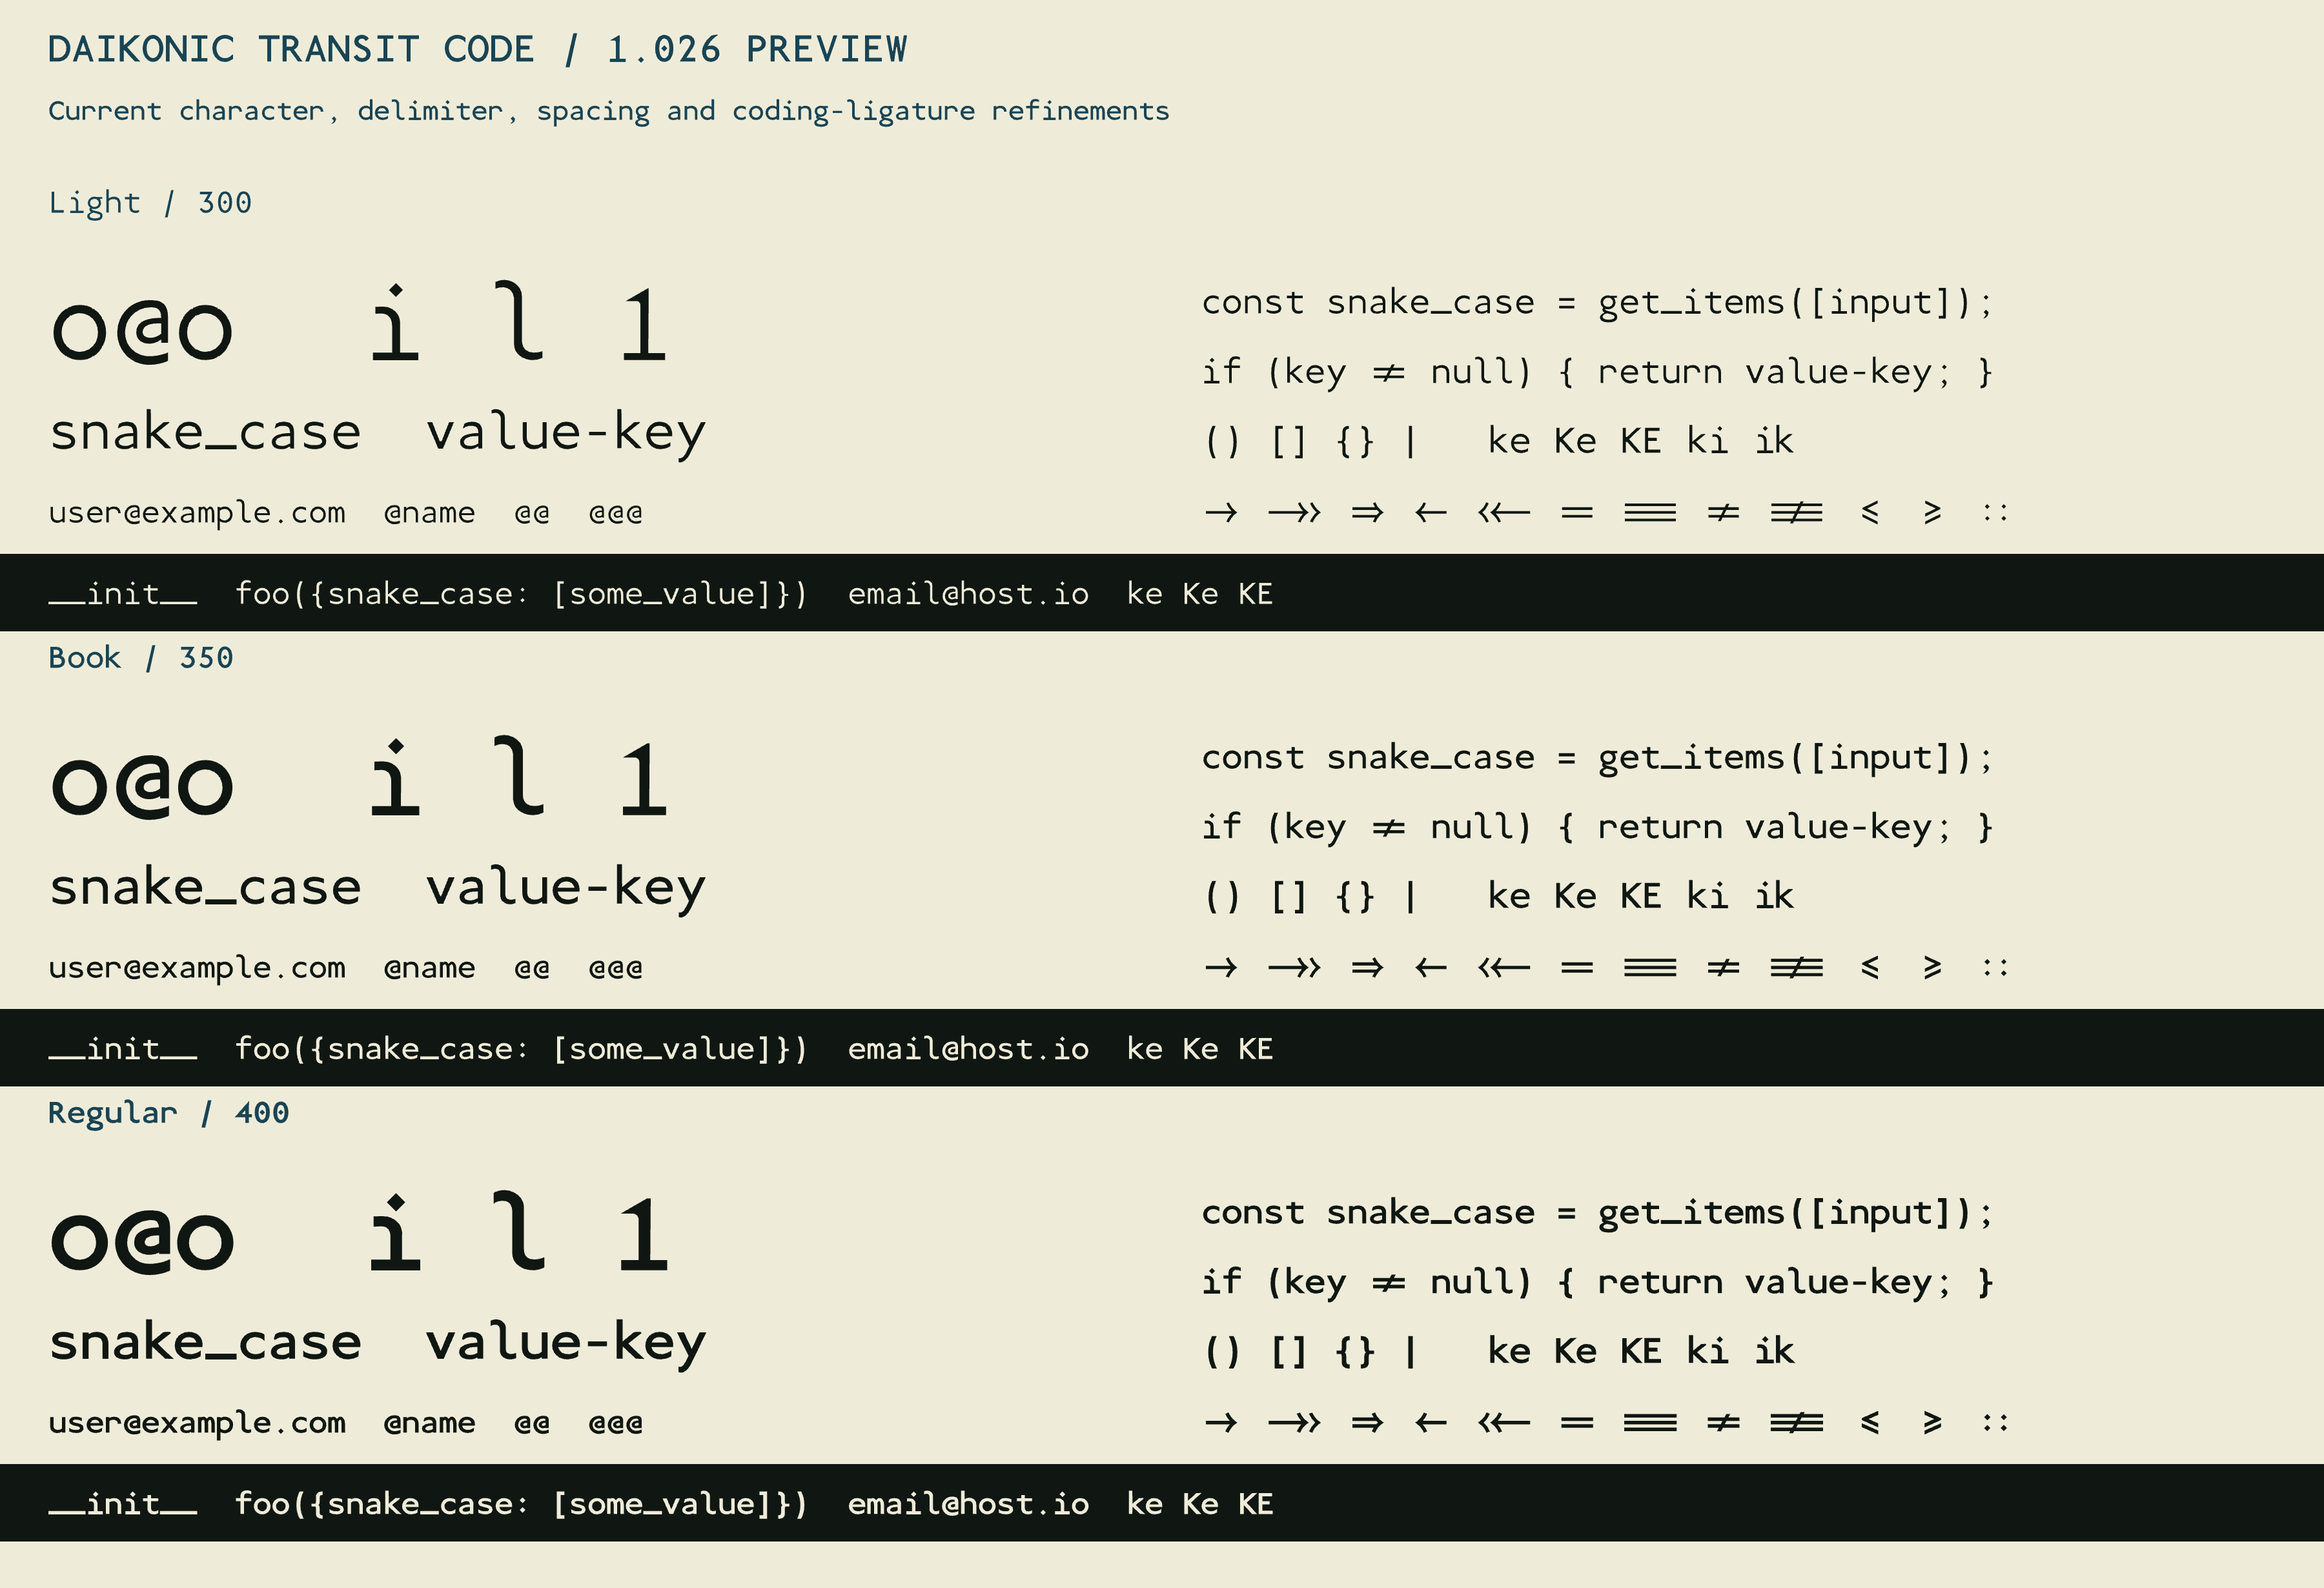 DAIKONIC TRANSIT CODE / 1.026 PREVIEW
Current character, delimiter, spacing and coding-ligature refinements
Light / 300
o@o i l 1
snake_case value-key
user@example.com @name @@ @@@
const snake_case = get_items([input]);
if (key ≠ null) { return value-key; }
() [] {} | ke Ke KE ki ik
→ ->> ⇒ ← <<- == ≡ ≠ ≢ ⩽ ⩾ ::
__init__ foo({snake_case: [some_value]}) email@host.io ke Ke KE
Book / 350
o@o i l 1
snake_case value-key
user@example.com @name @@ @@@
const snake_case = get_items([input]);
if (key ≠ null) { return value-key; }
() [] {} | ke Ke KE ki ik
→ ->> ⇒ ← <<- == ≡ ≠ ≢ ⩽ ⩾ ::
__init__ foo({snake_case: [some_value]}) email@host.io ke Ke KE
Regular / 400
o@o i l 1
snake_case value-key
user@example.com @name @@ @@@
const snake_case = get_items([input]);
if (key ≠ null) { return value-key; }
() [] {} | ke Ke KE ki ik
→ ->> ⇒ ← <<- == ≡ ≠ ≢ ⩽ ⩾ ::
__init__ foo({snake_case: [some_value]}) email@host.io ke Ke KE